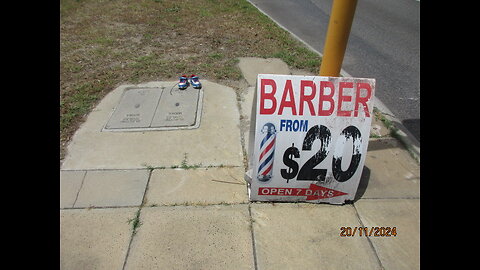 BARBER
FROM
$20
OPEN 7 DAYS
20/11/2024